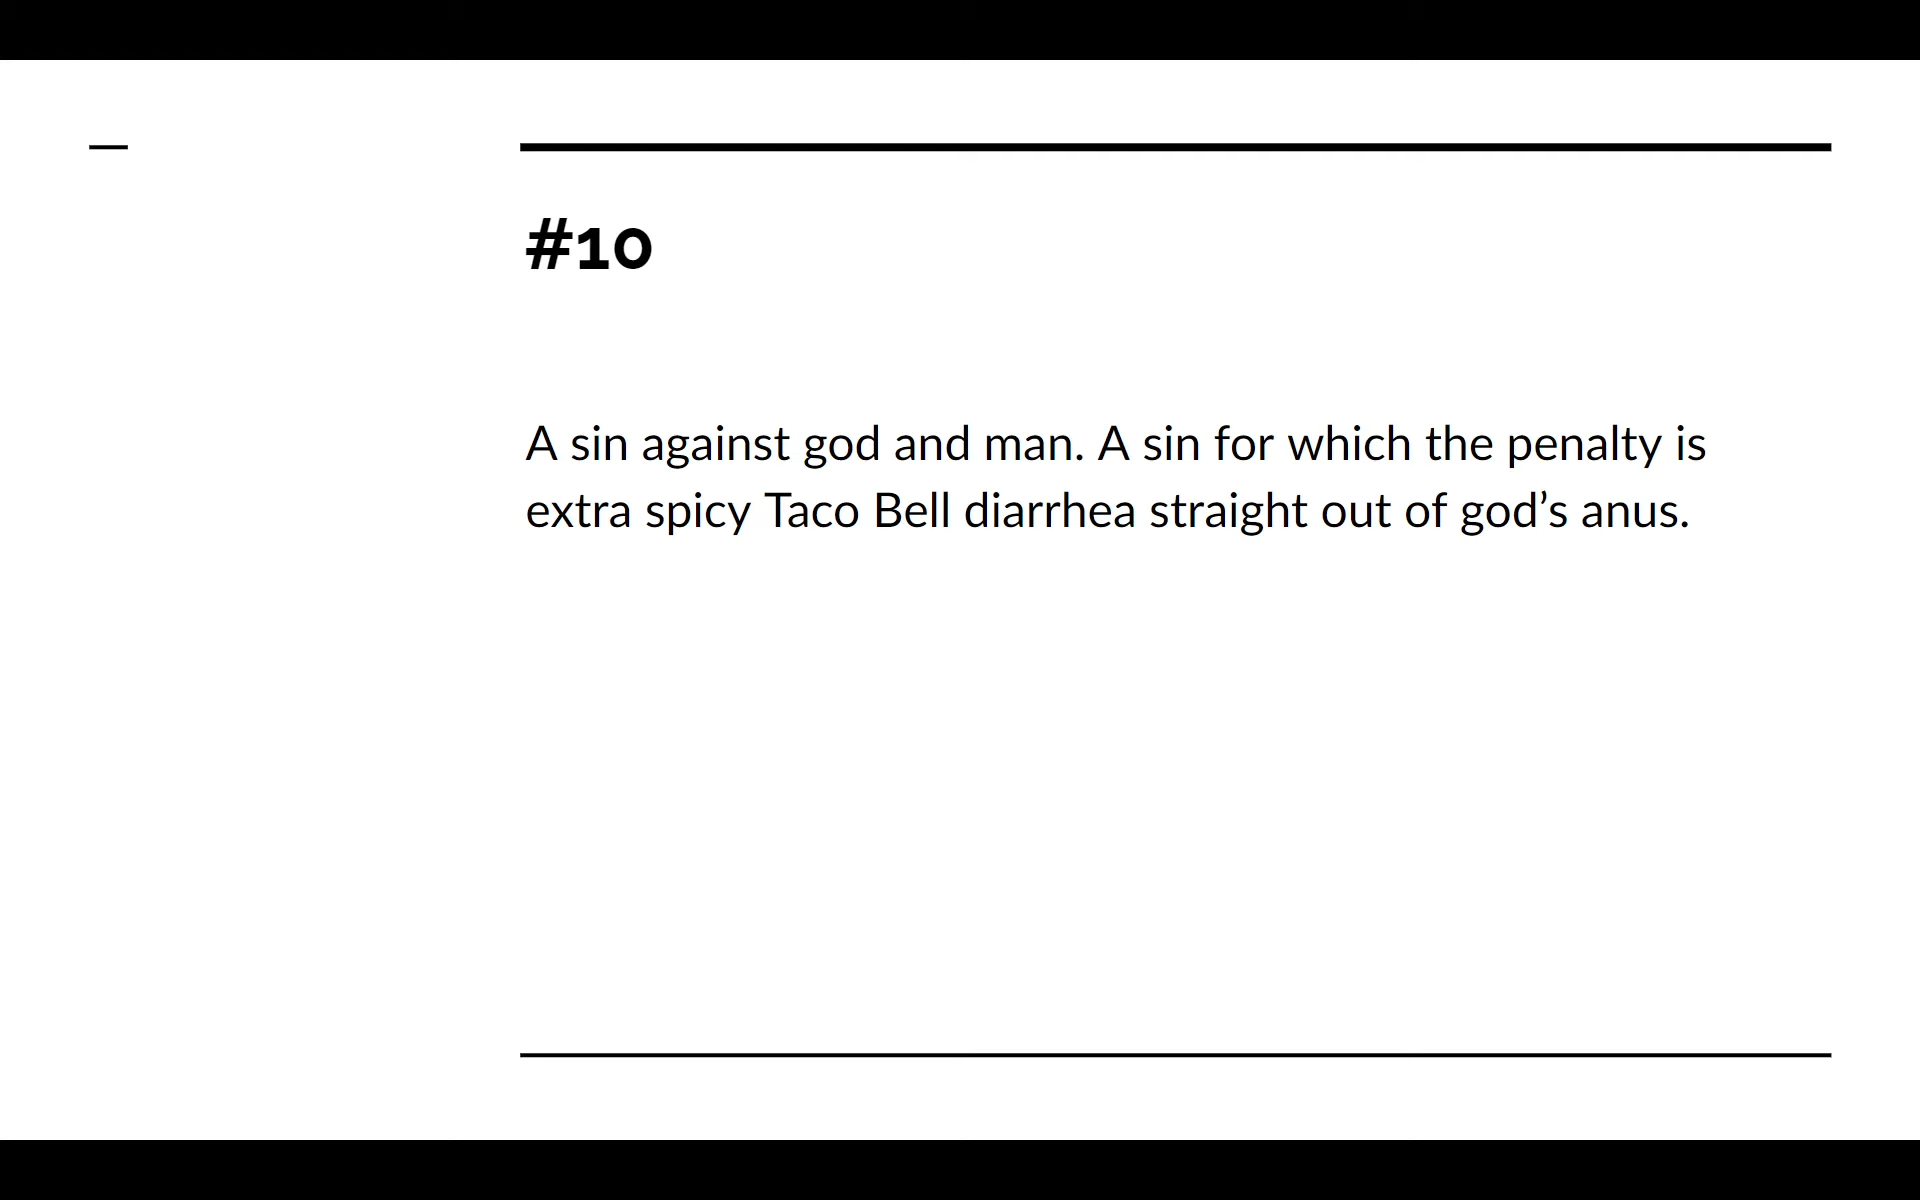 #10
A sin against god and man. A sin for which the penalty is
extra spicy Taco Bell diarrhea straight out of god’s anus.